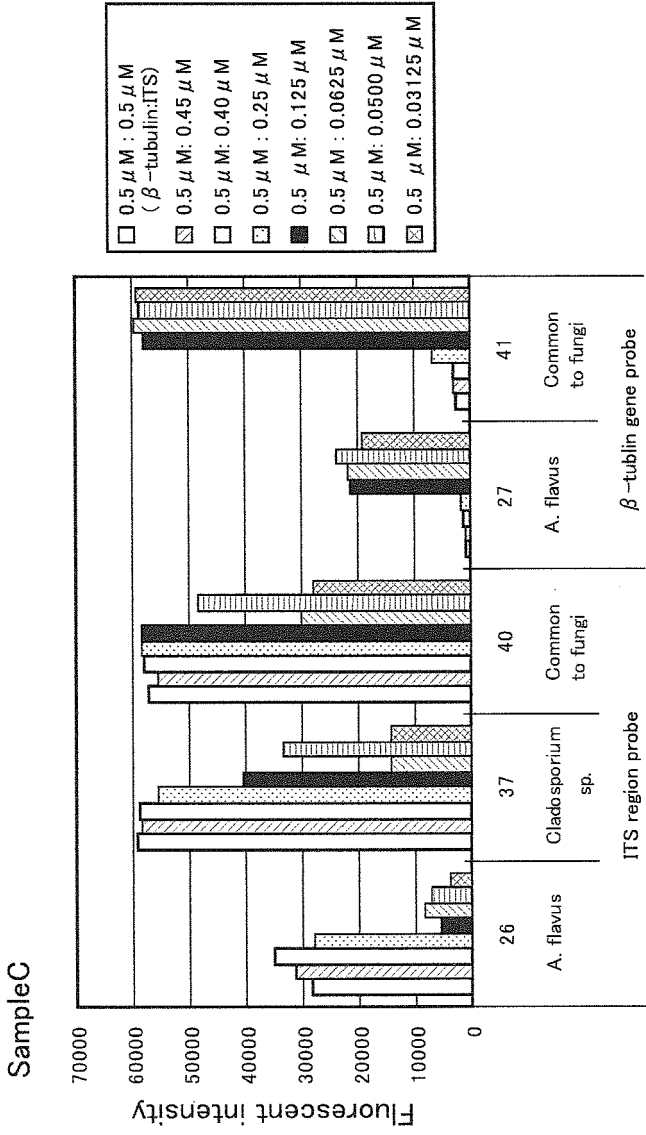 SampleC
Fluorescent intensity
70000
60000
50000
40000
30000
20000
10000
0
26
37
40
27
41
A. flavus
Cladosporium
sp.
Common
to fungi
A. flavus
Common
to fungi
ITS region probe
β-tublin gene probe
0.5 μM : 0.5 μM
( β-tubulin:ITS)
0.5 μM: 0.45 μM
0.5 μM: 0.40 μM
0.5 μM : 0.25 μM
0.5 μM: 0.125 μM
0.5 μM : 0.0625 μM
0.5 μM: 0.0500 μM
0.5 μM: 0.03125 μM